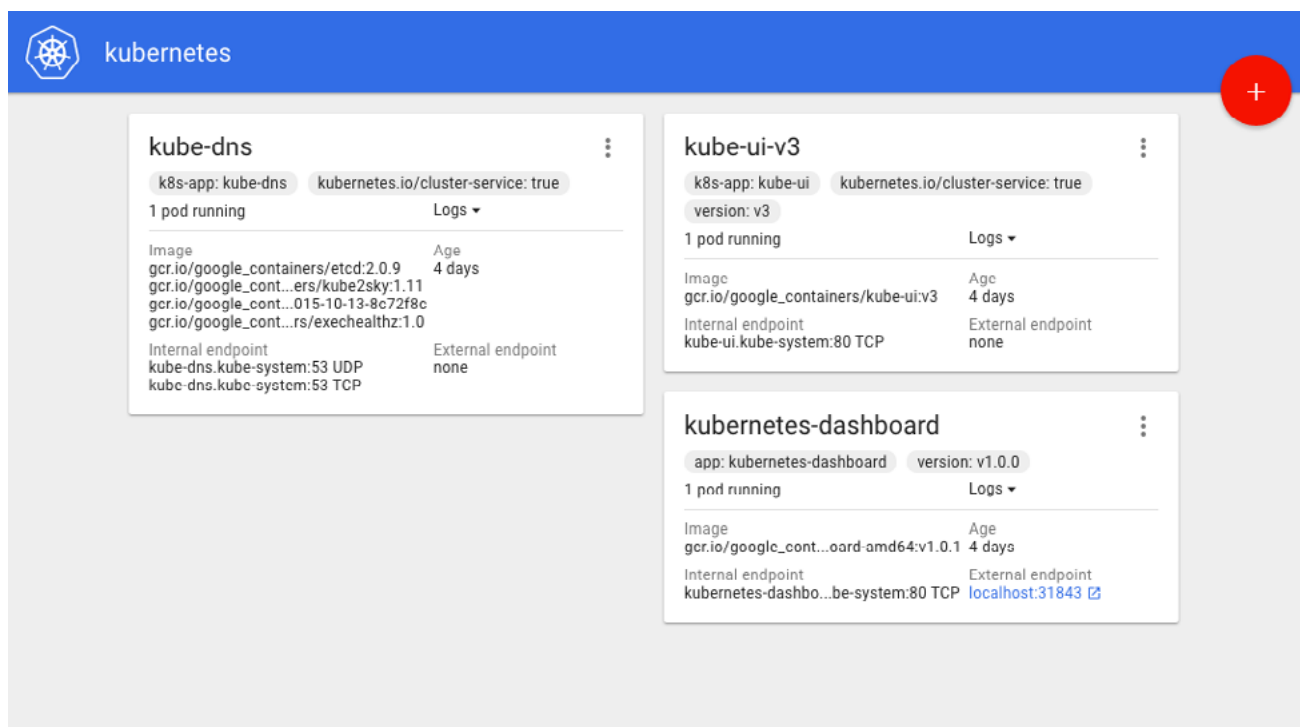 kubernetes
+
kube-dns
k8s-app: kube-dns kubernetes.io/cluster-service: true
1 pod running Logs
Image Age
gcr.io/google_containers/etcd:2.0.9 4 days
gcr.io/google_cont...ers/kube2sky:1.11
gcr.io/google_cont...015-10-13-8c72f8c
gcr.io/google_cont...rs/exechealthz:1.0
Internal endpoint External endpoint
kube-dns.kube-system:53 UDP none
kube-dns.kube-system:53 TCP
kube-ui-v3
k8s-app: kube-ui kubernetes.io/cluster-service: true
version: v3
1 pod running Logs
Image Age
gcr.io/google_containers/kube-ui:v3 4 days
Internal endpoint External endpoint
kube-ui.kube-system:80 TCP none
kubernetes-dashboard
app: kubernetes-dashboard version: v1.0.0
1 pod running Logs
Image Age
gcr.io/google_cont...oard-amd64:v1.0.1 4 days
Internal endpoint External endpoint
kubernetes-dashbo...be-system:80 TCP localhost:31843